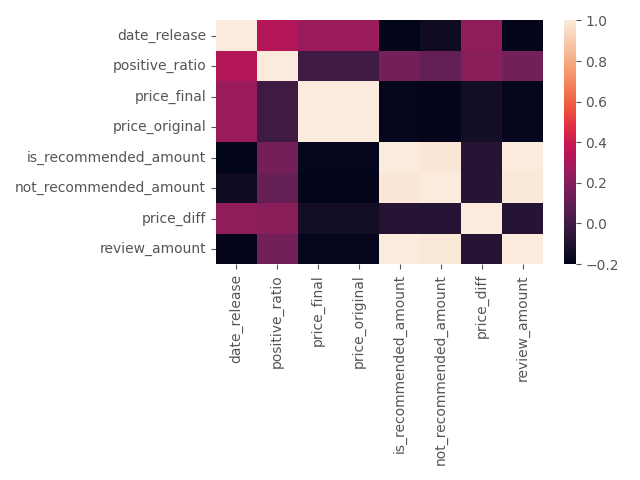 date_release
positive_ratio
price_final
price_original
is_recommended_amount
not_recommended_amount
price_diff
review_amount
date_release
positive_ratio
price_final
price_original
is_recommended_amount
not_recommended_amount
price_diff
review_amount
1.0
0.8
0.6
0.4
0.2
0.0
−0.2